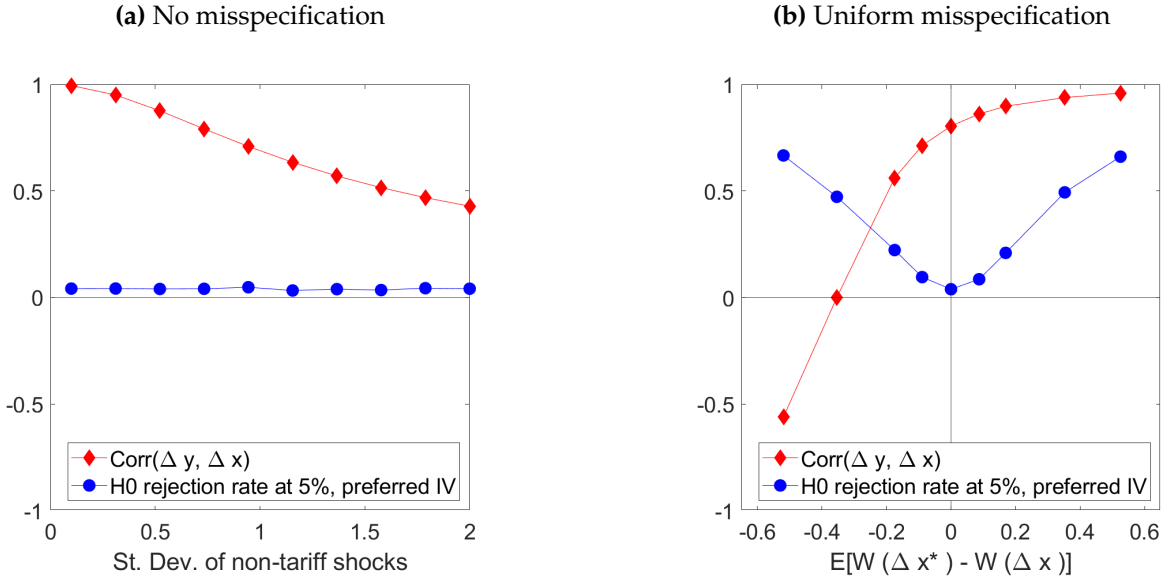 (a) No misspecification
1
0.5
0
-0.5
-1
0
0.5
1
1.5
2
Corr(Δ y, Δ x)
H0 rejection rate at 5%, preferred IV
St. Dev. of non-tariff shocks
(b) Uniform misspecification
1
0.5
0
-0.5
-1
-0.6
-0.4
-0.2
0
0.2
0.4
0.6
Corr(Δ y, Δ x)
H0 rejection rate at 5%, preferred IV
E[W (Δ x* ) - W (Δ x )]